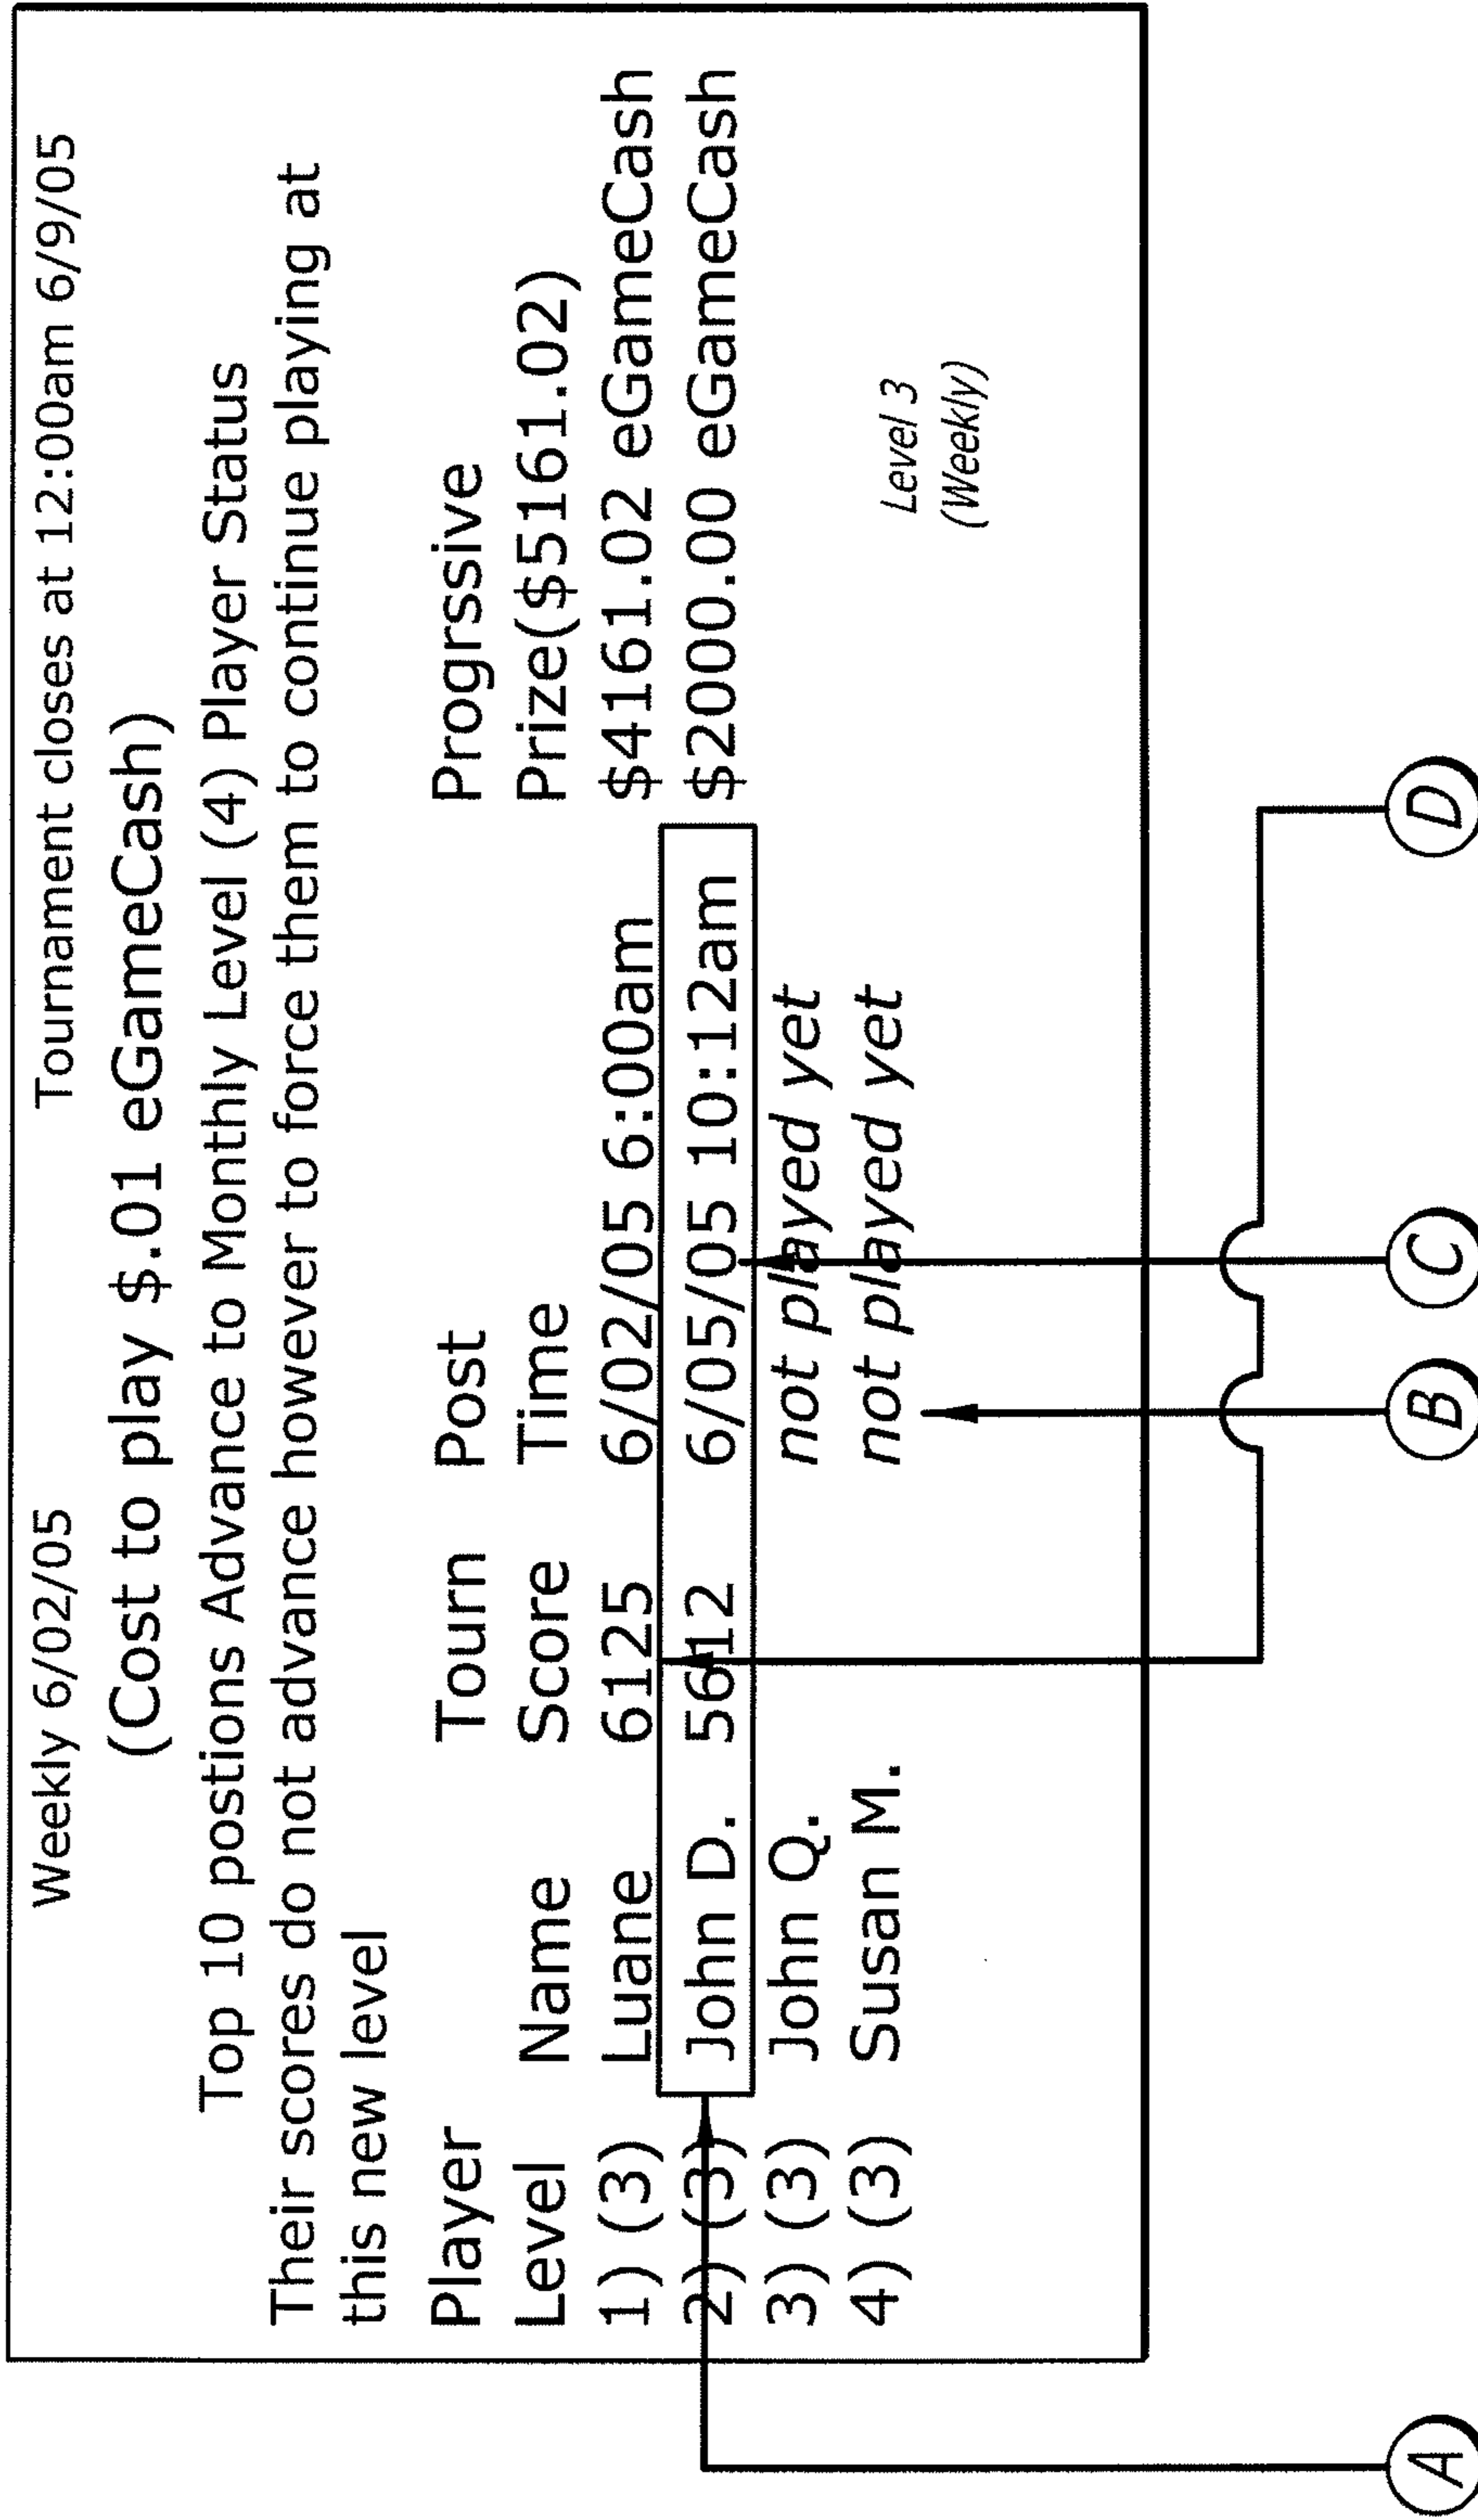 Weekly 6/02/05 Tournament closes at 12:00am 6/9/05
(Cost to play $.01 eGameCash)
Top 10 postions Advance to Monthly Level (4) Player Status
Their scores do not advance however to force them to continue playing at
this new level
Player Tourn Post Progrssive
Level Name Score Time Prize($5161.02)
1) (3) Luane 6125 6/02/05 6:00am $4161.02 eGameCash
2) (3) John D. 5612 6/05/05 10:12am $2000.00 eGameCash
3) (3) John Q. not played yet
4) (3) Susan M. not played yet
Level 3
(Weekly)
A B C D